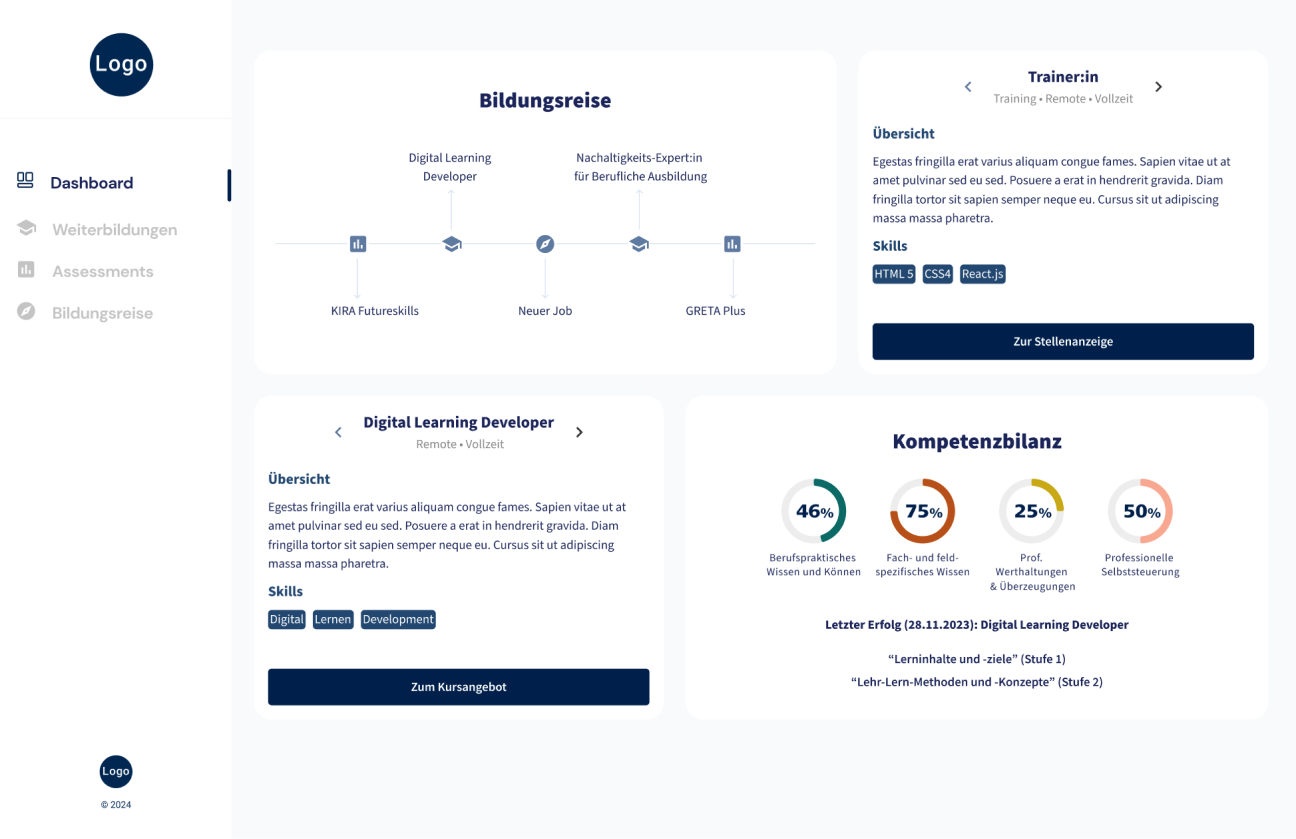 Logo
Dashboard
Weiterbildungen
Assessments
Bildungsreise
Logo
© 2024
Bildungsreise
Digital Learning
Developer
Nachaltigkeits-Expert:in
für Berufliche Ausbildung
KIRA Futureskills
Neuer Job
GRETA Plus
Trainer:in
Training • Remote • Vollzeit
Übersicht
Egestas fringilla erat varius aliquam congue fames. Sapien vitae ut at
amet pulvinar sed eu sed. Posuere a erat in hendrerit gravida. Diam
fringilla tortor sit sapien semper neque eu. Cursus sit ut adipiscing
massa massa pharetra.
Skills
HTML 5 CSS4 React.js
Zur Stellenanzeige
Digital Learning Developer
Remote • Vollzeit
Übersicht
Egestas fringilla erat varius aliquam congue fames. Sapien vitae ut at
amet pulvinar sed eu sed. Posuere a erat in hendrerit gravida. Diam
fringilla tortor sit sapien semper neque eu. Cursus sit ut adipiscing
massa massa pharetra.
Skills
Digital Lernen Development
Zum Kursangebot
Kompetenzbilanz
46%
Berufspraktisches
Wissen und Können
75%
Fach- und feld-
spezifisches Wissen
25%
Prof.
Werthaltungen
& Überzeugungen
50%
Professionelle
Selbststeuerung
Letzter Erfolg (28.11.2023): Digital Learning Developer
“Lerninhalte und -ziele” (Stufe 1)
“Lehr-Lern-Methoden und -Konzepte” (Stufe 2)